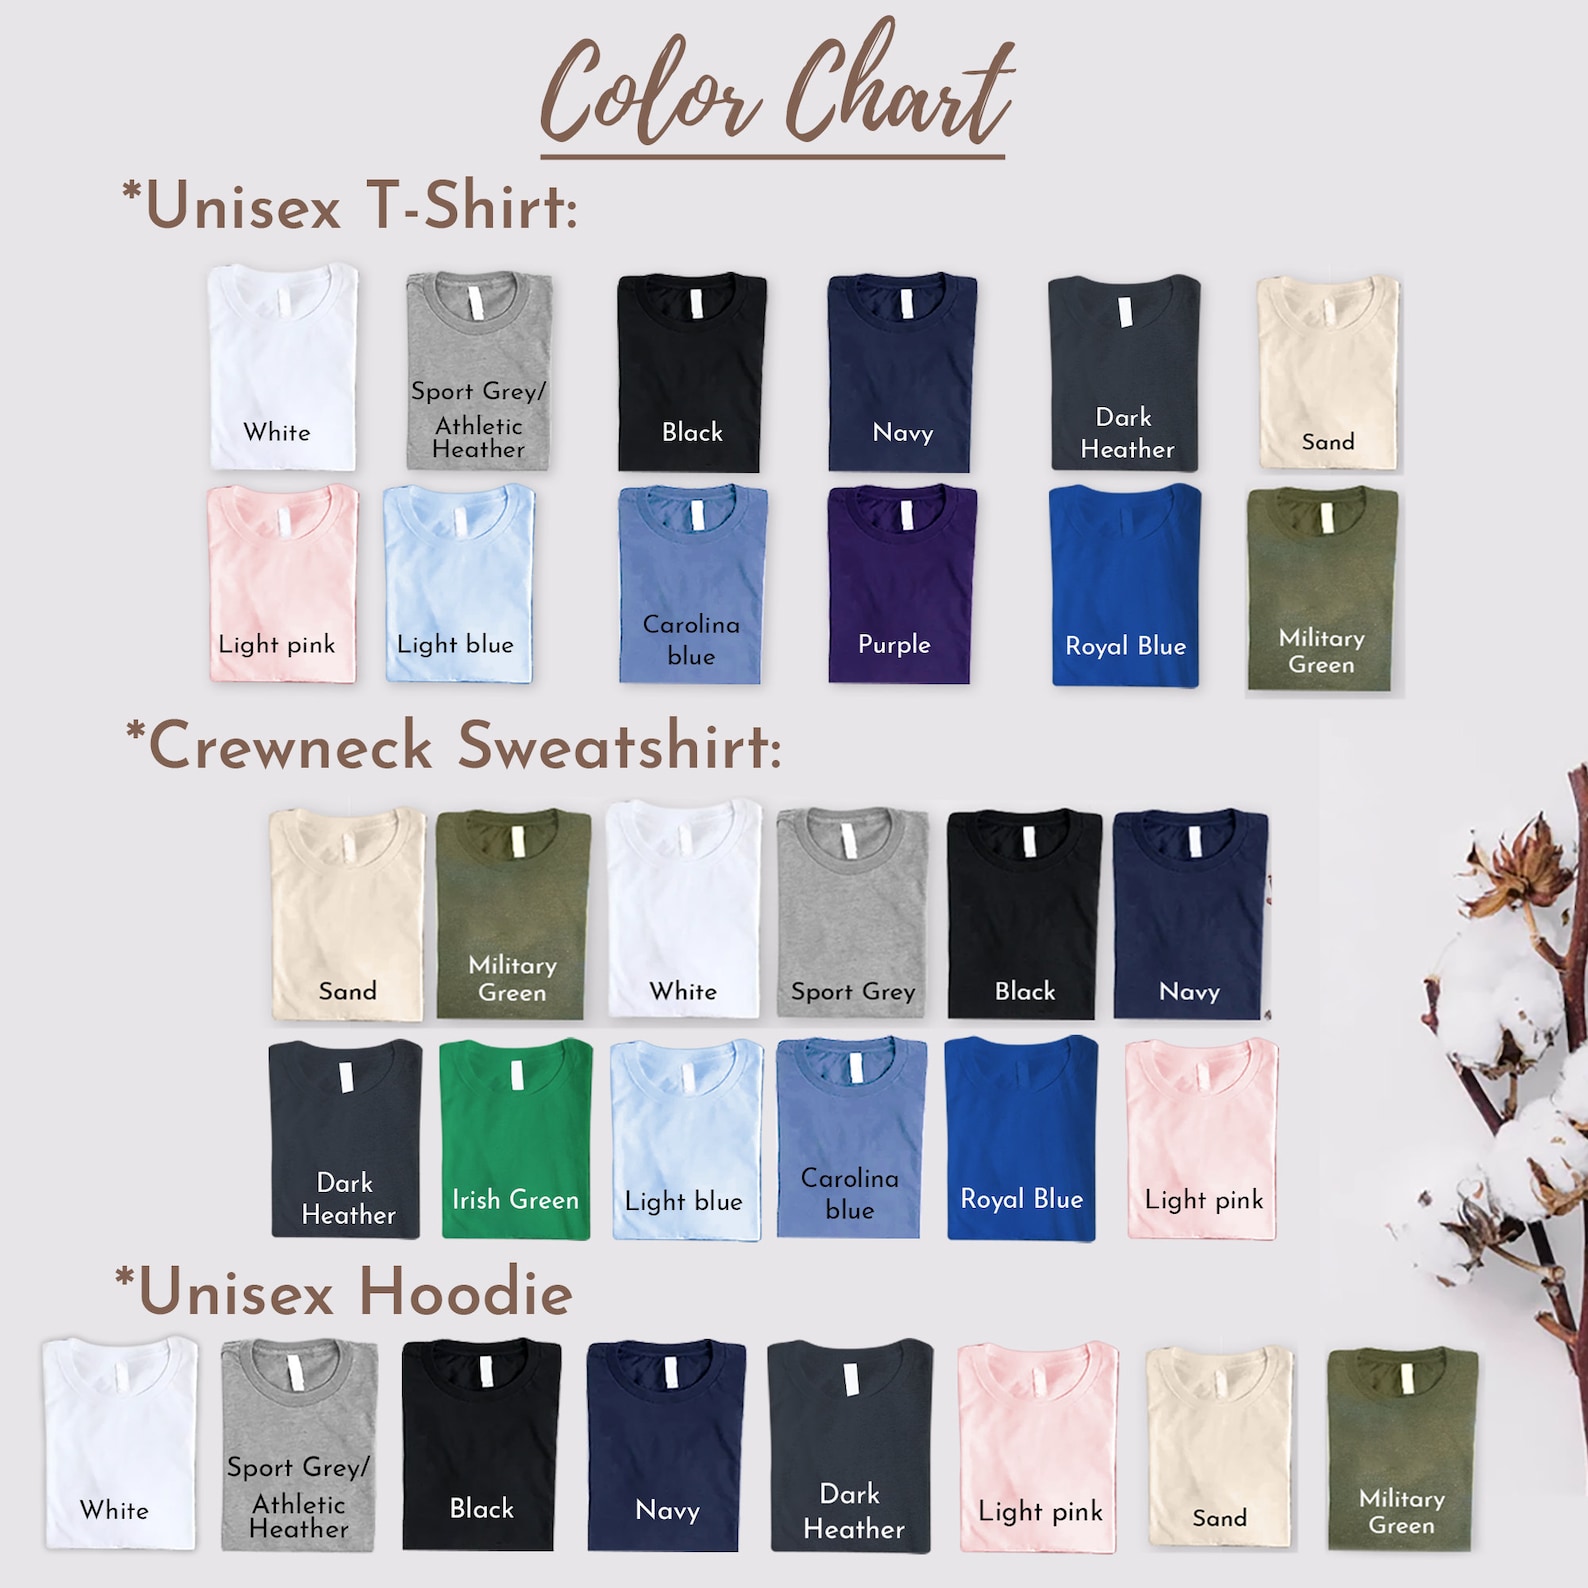 Color Chart
*Unisex T-Shirt:
White
Sport Grey/
Athletic
Heather
Black
Navy
Dark
Heather
Sand
Light pink
Light blue
Carolina
blue
Purple
Royal Blue
Military
Green
*Crewneck Sweatshirt:
Sand
Military
Green
White
Sport Grey
Black
Navy
Dark
Heather
Irish Green
Light blue
Carolina
blue
Royal Blue
Light pink
*Unisex Hoodie
White
Sport Grey/
Athletic
Heather
Black
Navy
Dark
Heather
Light pink
Sand
Military
Green